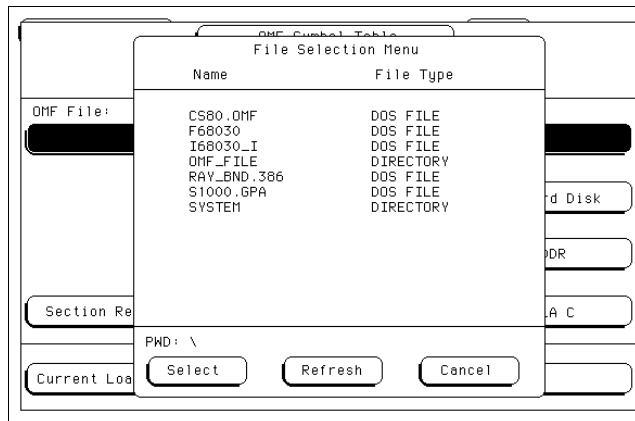 OMF Symbol Table
File Selection Menu
Name File Type
OMF File:
CS80.OMF DOS FILE
F68030 DOS FILE
I68030_I DOS FILE
OMF_FILE DIRECTORY
RAY_BND.386 DOS FILE
S1000.GPA DOS FILE
rd Disk
SYSTEM DIRECTORY
DDR
Section Re
LA C
PWD: \
Select Refresh Cancel
Current Loa